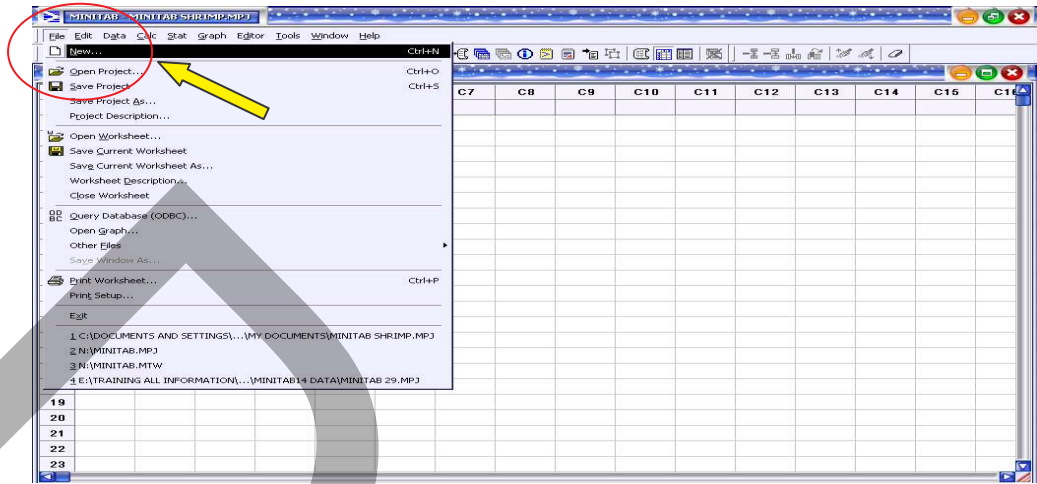 MINITAB - MINITAB SHRIMP.MPJ
File Edit Data Calc Stat Graph Editor Tools Window Help
New... Ctrl+N
Open Project... Ctrl+O
Save Project Ctrl+S
Save Project As...
Project Description...
Open Worksheet...
Save Current Worksheet
Save Current Worksheet As...
Worksheet Description...
Close Worksheet
Query Database (ODBC)...
Open Graph...
Other Files
Save Window As...
Print Worksheet... Ctrl+P
Print Setup...
Exit
1 C:\DOCUMENTS AND SETTINGS\...\MY DOCUMENTS\MINITAB SHRIMP.MPJ
2 N:\MINITAB.MPJ
3 N:\MINITAB.MTW
4 E:\TRAINING ALL INFORMATION\...\MINITAB14 DATA\MINITAB 29.MPJ
C7 C8 C9 C10 C11 C12 C13 C14 C15 C16
19
20
21
22
23